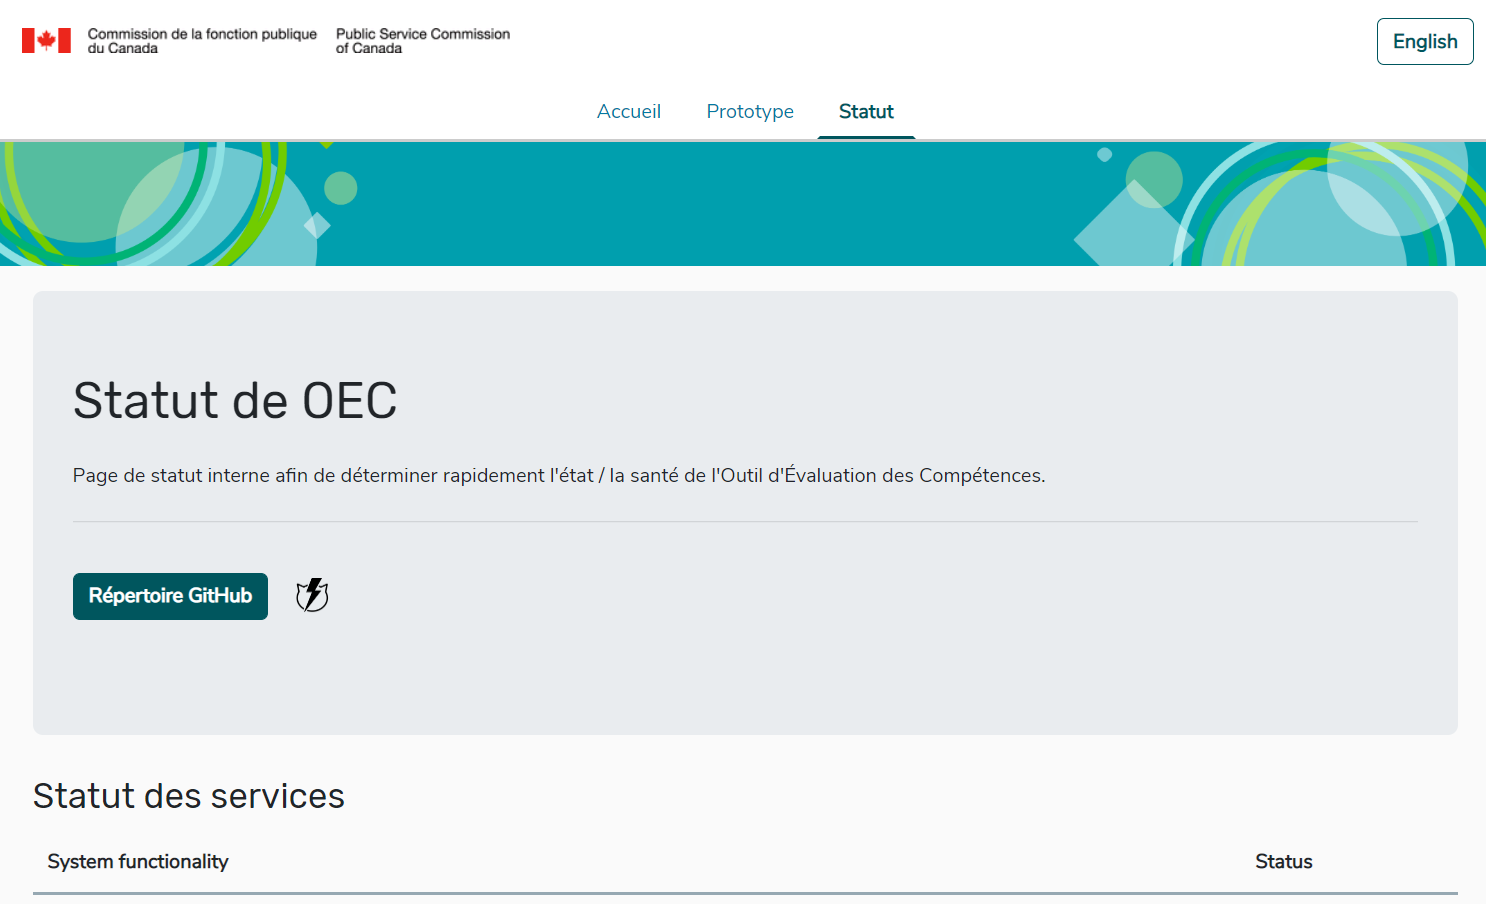 Commission de la fonction publique
du Canada
Public Service Commission
of Canada
English
Accueil
Prototype
Statut
Statut de OEC
Page de statut interne afin de déterminer rapidement l'état / la santé de l'Outil d'Évaluation des Compétences.
Répertoire GitHub
Statut des services
System functionality
Status